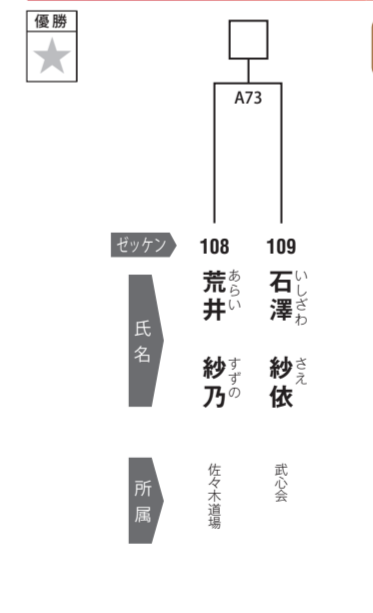 優勝
A73
ゼッケン
108
109
氏名
荒井 紗乃
あらい すずの
石澤 紗依
いしざわ さえ
所属
佐々木道場
武心会